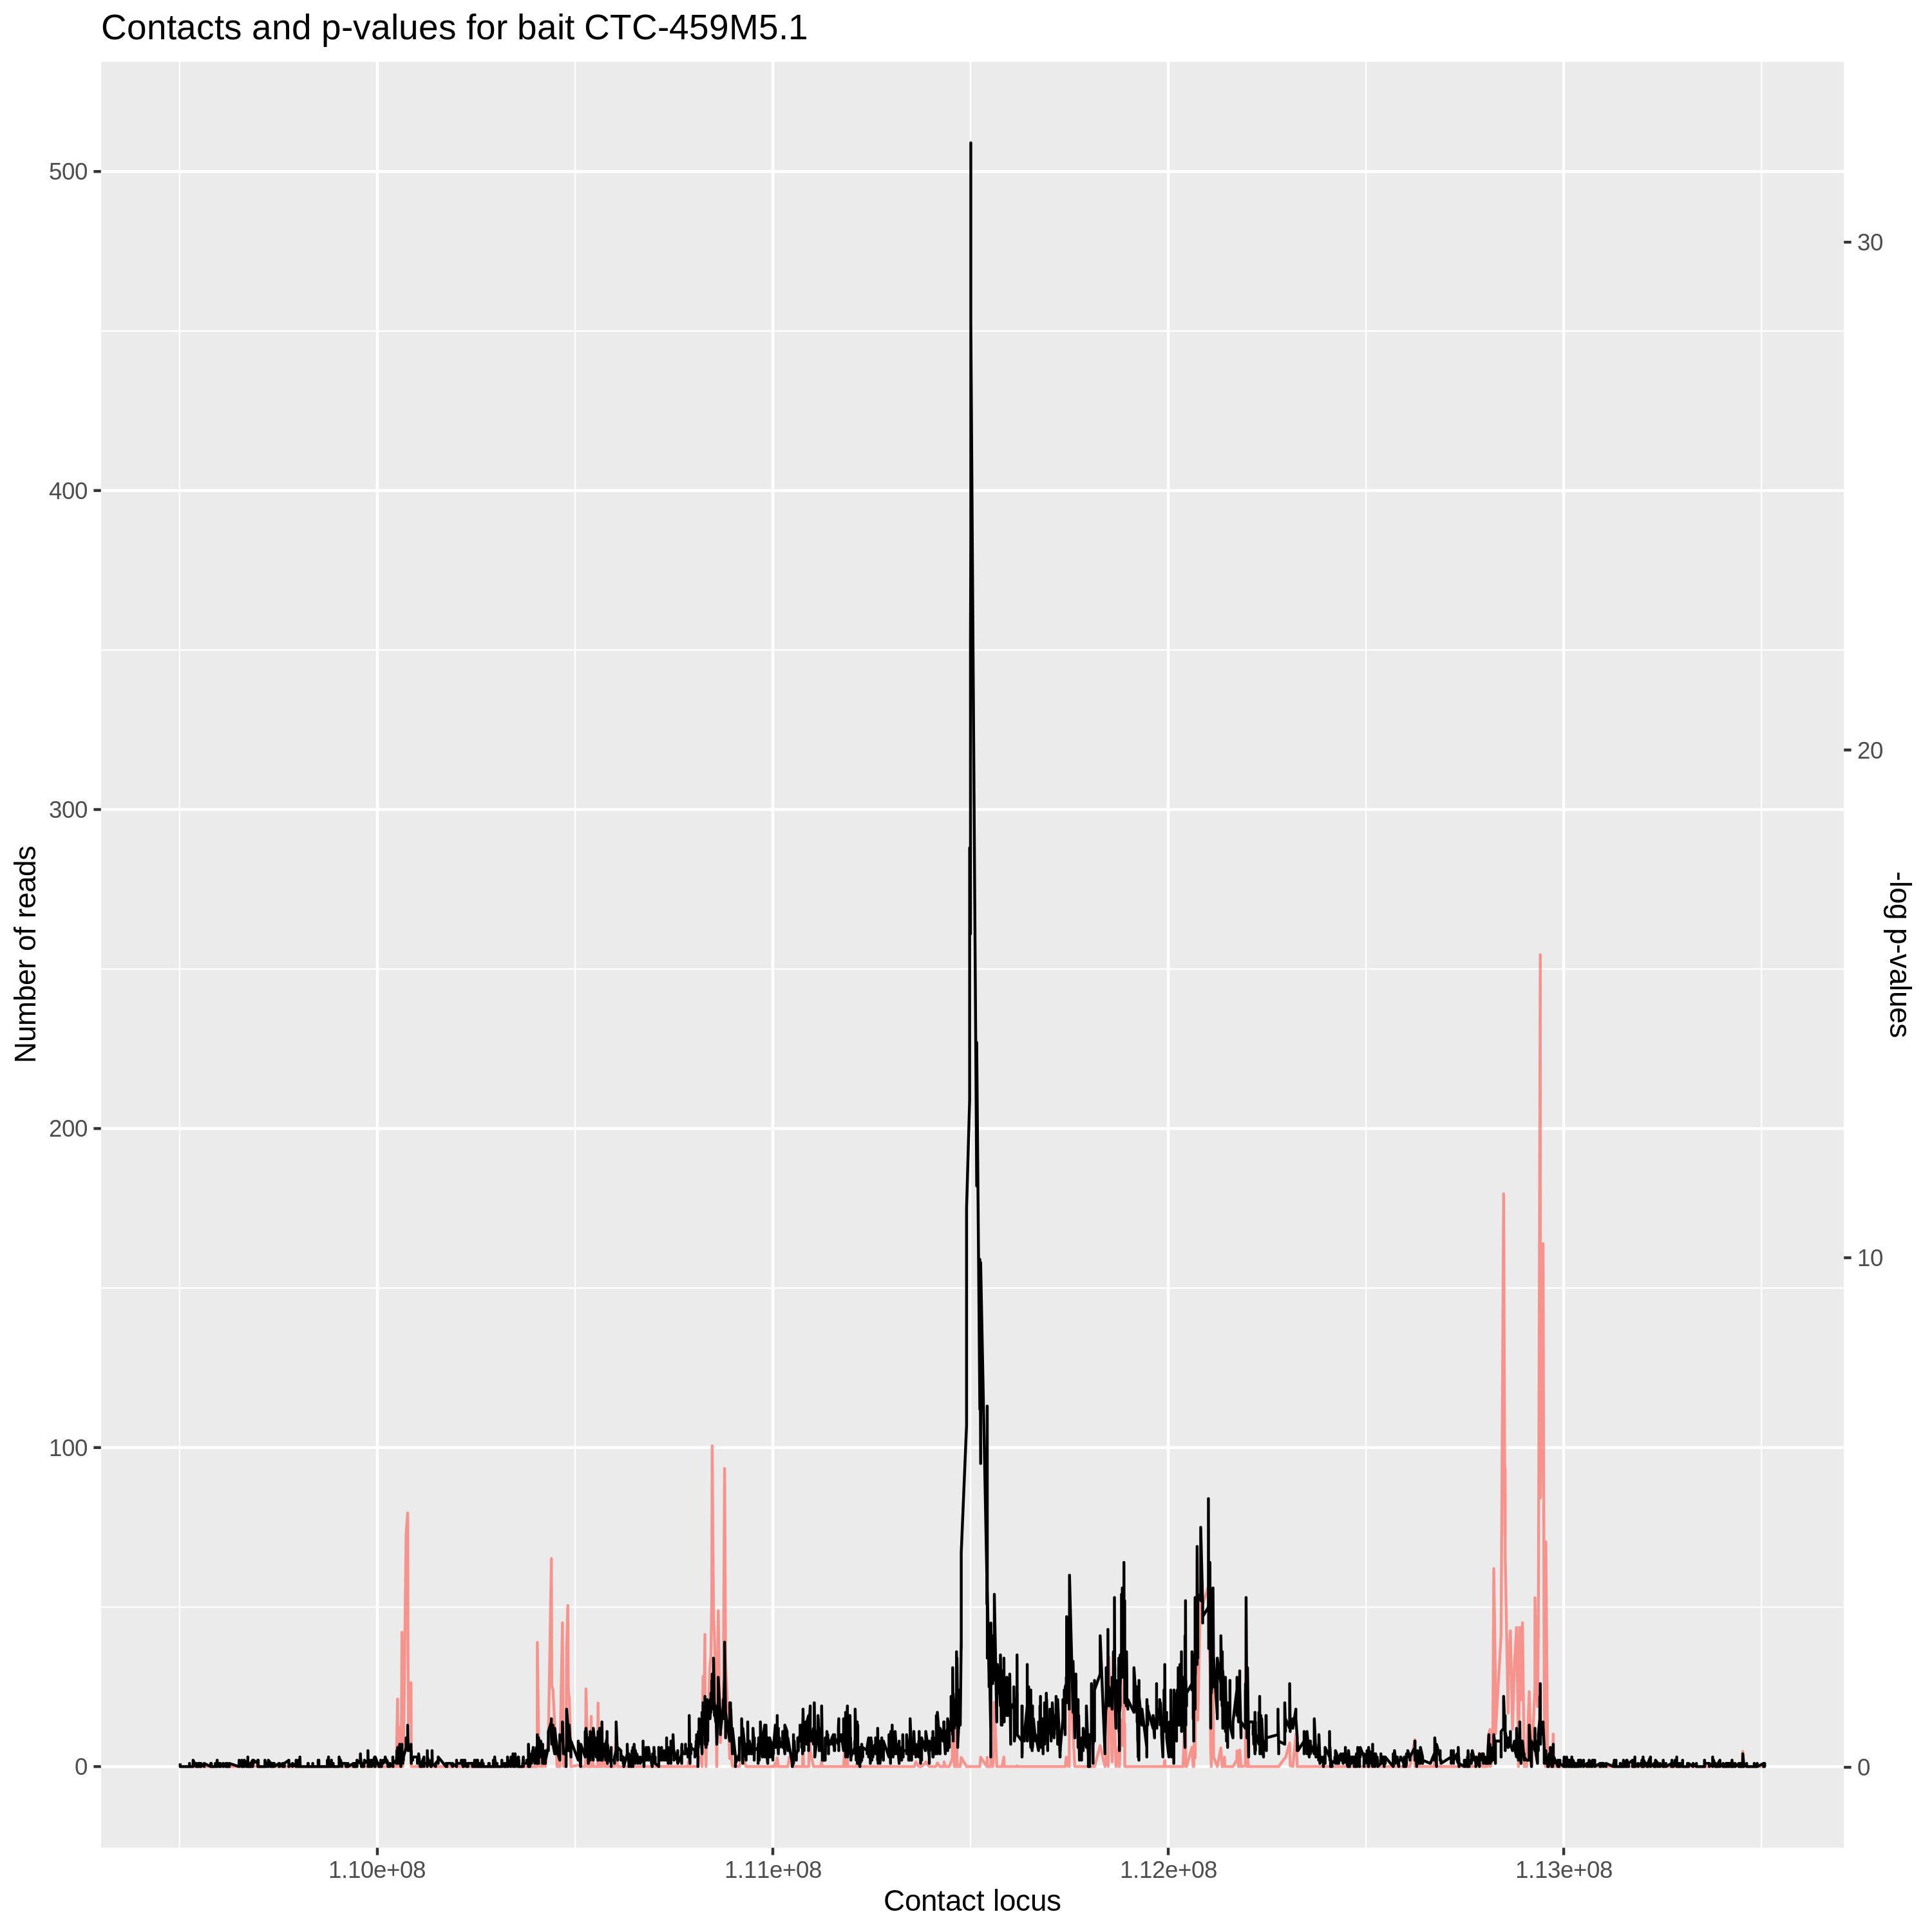 Contacts and p-values for bait CTC-459M5.1
500
400
300
200
100
0
Number of reads
30
20
10
0
-log p-values
1.10e+08
1.11e+08
1.12e+08
1.13e+08
Contact locus